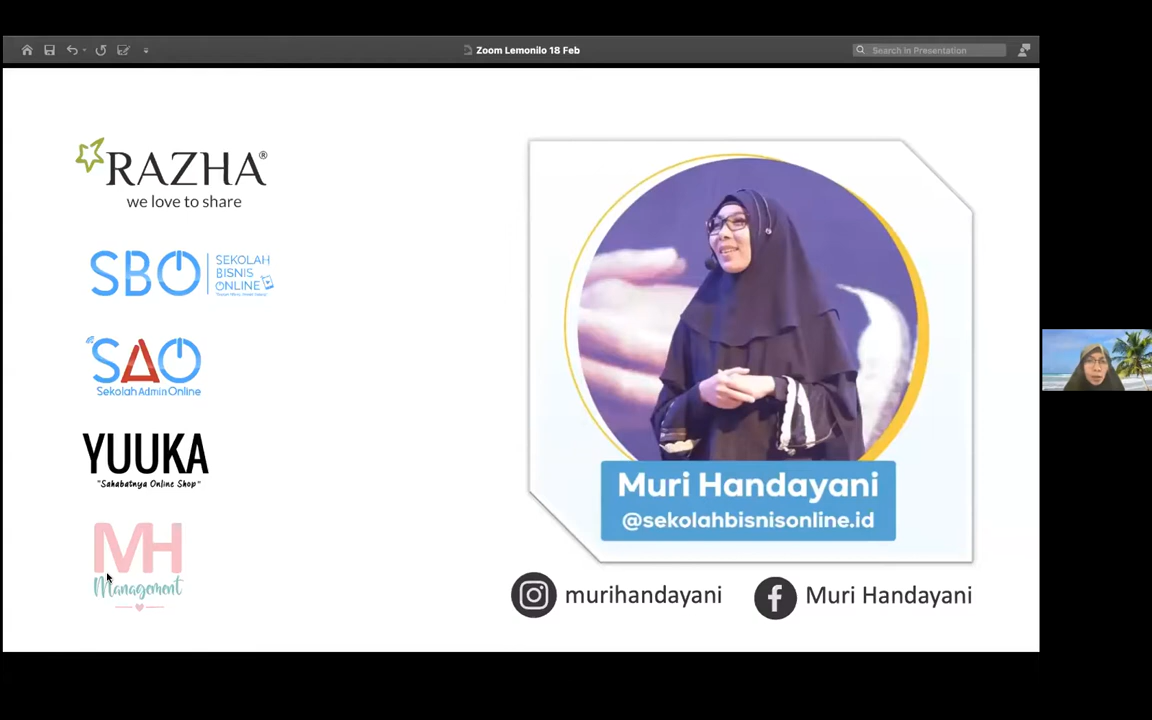 Zoom Lemonilo 18 Feb
Search in Presentation
RAZHA®
we love to share
SBO
SEKOLAH
BISNIS
ONLINE
SAO
Sekolah Admin Online
YUUKA
"Sahabatnya Online Shop"
MH
Management
Muri Handayani
@sekolahbisnisonline.id
murihandayani
Muri Handayani